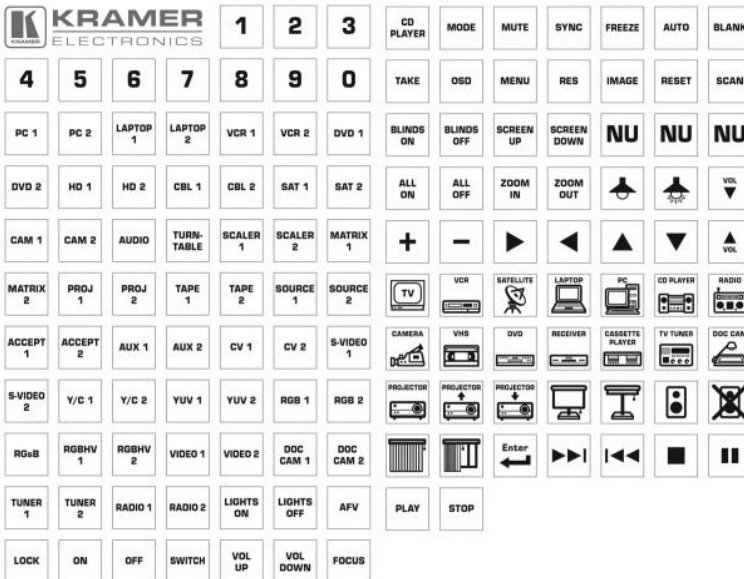 KRAMER
ELECTRONICS
KRAMER
1 2 3
4 5 6 7 8 9 0
PC 1 PC 2 LAPTOP 1 LAPTOP 2 VCR 1 VCR 2 DVD 1
DVD 2 HD 1 HD 2 CBL 1 CBL 2 SAT 1 SAT 2
CAM 1 CAM 2 AUDIO TURN-TABLE SCALER 1 SCALER 2 MATRIX 1
MATRIX 2 PROJ 1 PROJ 2 TAPE 1 TAPE 2 SOURCE 1 SOURCE 2
ACCEPT 1 ACCEPT 2 AUX 1 AUX 2 CV 1 CV 2 S-VIDEO 1
S-VIDEO 2 Y/C 1 Y/C 2 YUV 1 YUV 2 RGB 1 RGB 2
RGsB RGBHV 1 RGBHV 2 VIDEO 1 VIDEO 2 DOC CAM 1 DOC CAM 2
TUNER 1 TUNER 2 RADIO 1 RADIO 2 LIGHTS ON LIGHTS OFF AFV
LOCK ON OFF SWITCH VOL UP VOL DOWN FOCUS
CD PLAYER MODE MUTE SYNC FREEZE AUTO BLANK
TAKE OSD MENU RES IMAGE RESET SCAN
BLINDS ON BLINDS OFF SCREEN UP SCREEN DOWN NU NU NU
ALL ON ALL OFF ZOOM IN ZOOM OUT VOL ▼
+ − ▶ ◀ ▲ ▼ ▲ VOL
TV VCR SATELLITE LAPTOP PC CD PLAYER RADIO
CAMERA VHS DVD RECEIVER CASSETTE PLAYER TV TUNER DOC CAM
PROJECTOR PROJECTOR PROJECTOR
Enter
PLAY STOP